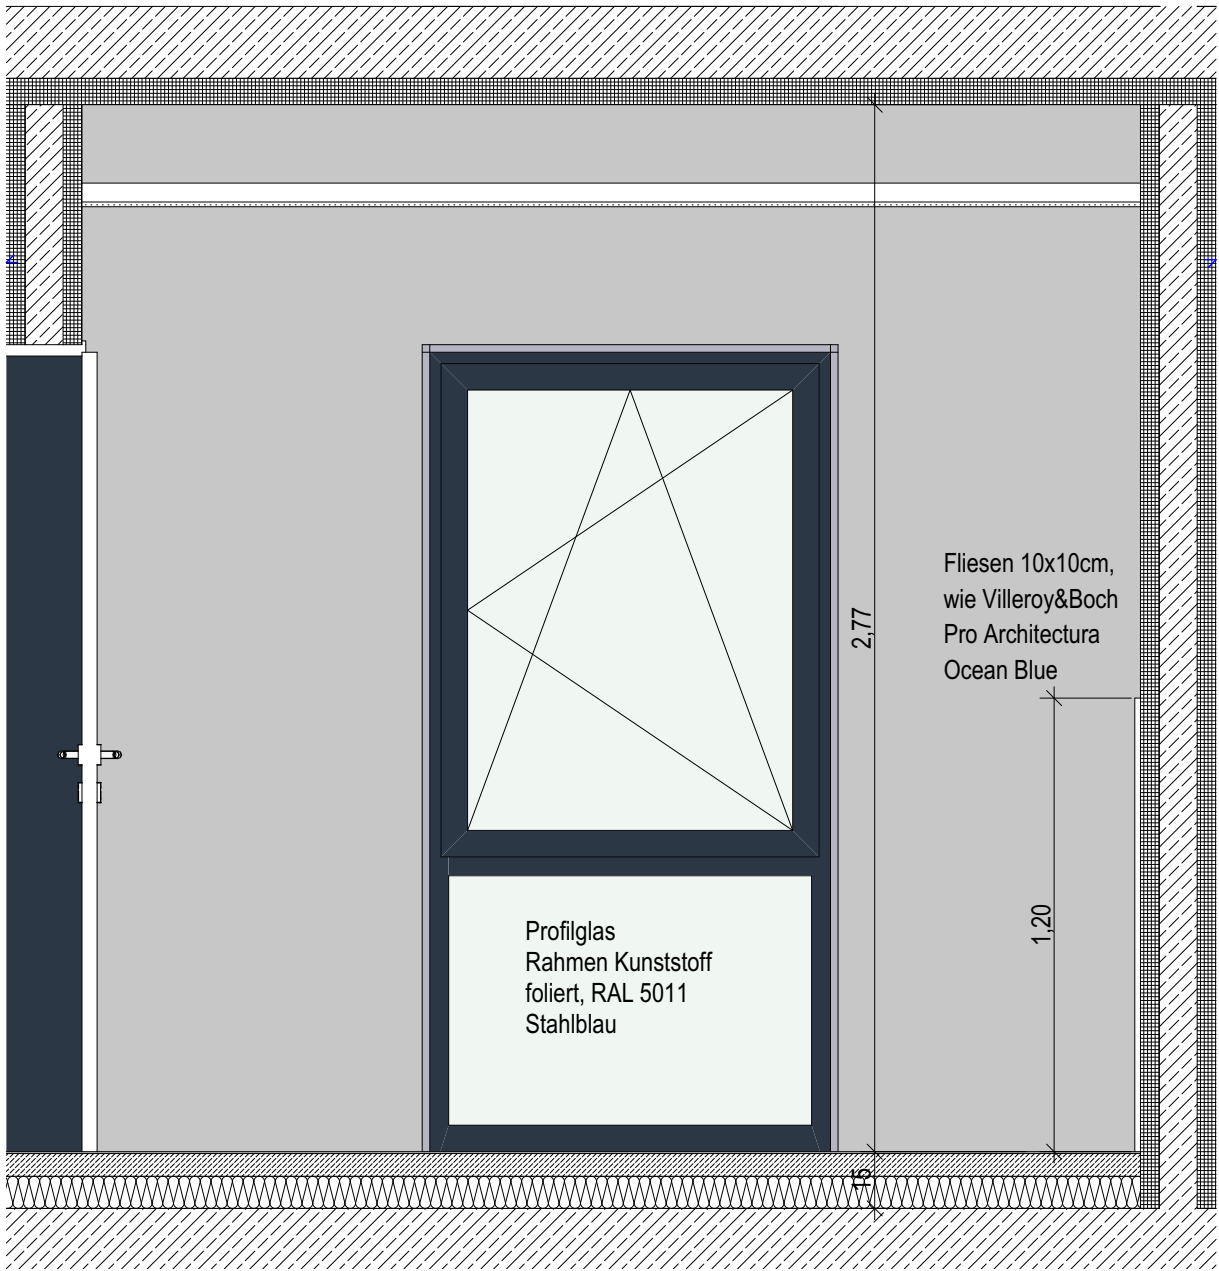 Fliesen 10x10cm,
wie Villeroy&Boch
Pro Architectura
Ocean Blue
2,77
1,20
Profilglas
Rahmen Kunststoff
foliert, RAL 5011
Stahlblau
15